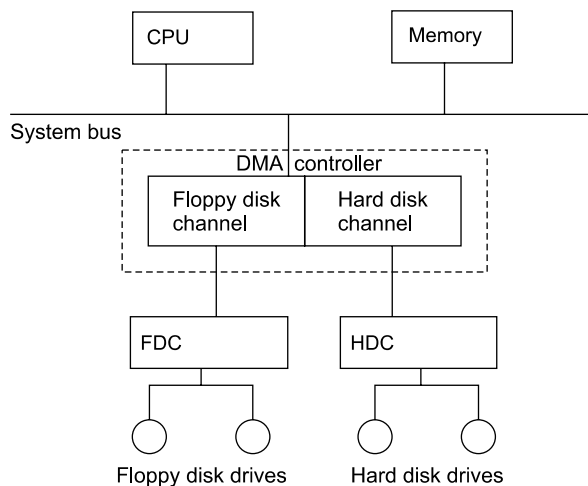 CPU
Memory
System bus
DMA controller
Floppy disk
channel
Hard disk
channel
FDC
HDC
Floppy disk drives
Hard disk drives